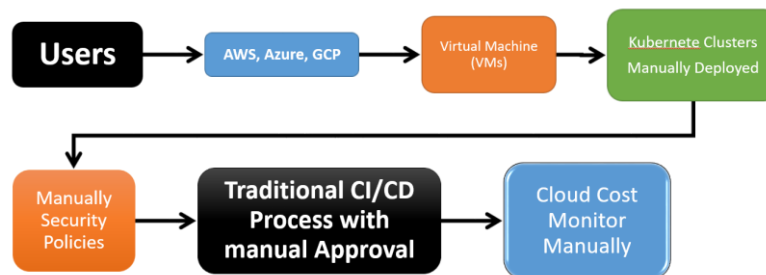 Users
AWS, Azure, GCP
Virtual Machine
(VMs)
Kubernete Clusters
Manually Deployed
Manually
Security
Policies
Traditional CI/CD
Process with
manual Approval
Cloud Cost
Monitor
Manually